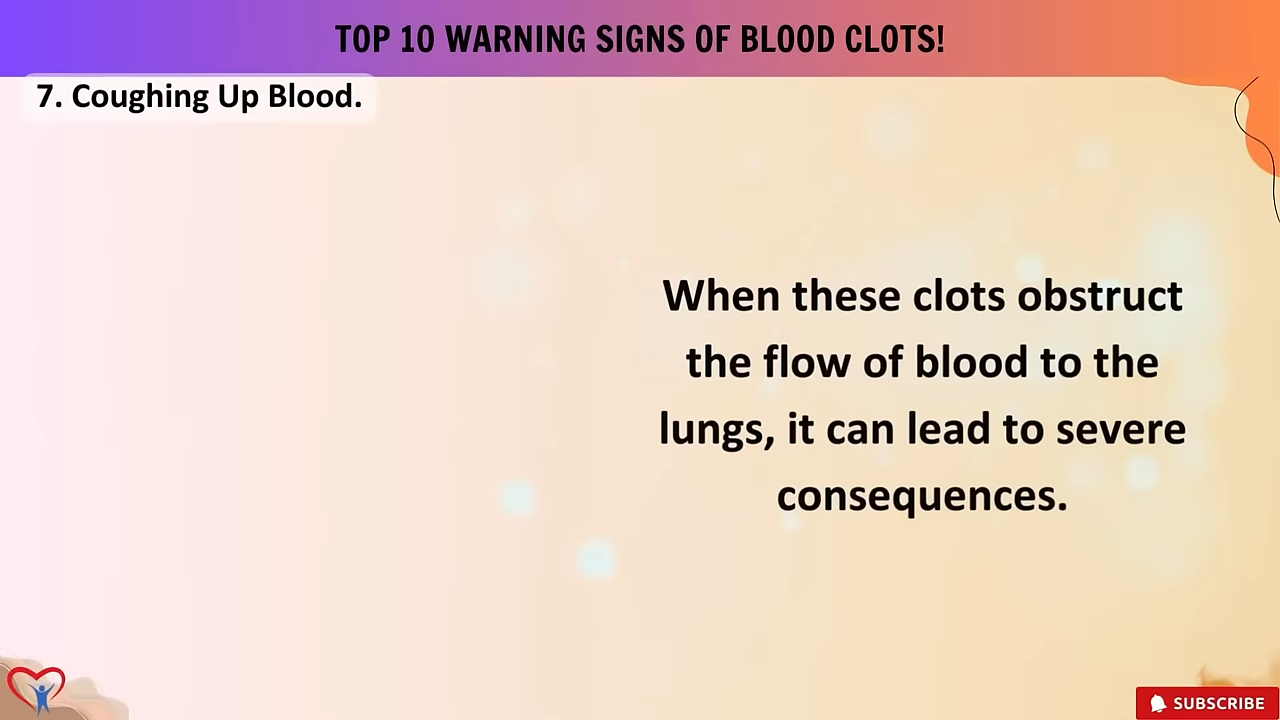 TOP 10 WARNING SIGNS OF BLOOD CLOTS!
7. Coughing Up Blood.
When these clots obstruct
the flow of blood to the
lungs, it can lead to severe
consequences.
SUBSCRIBE